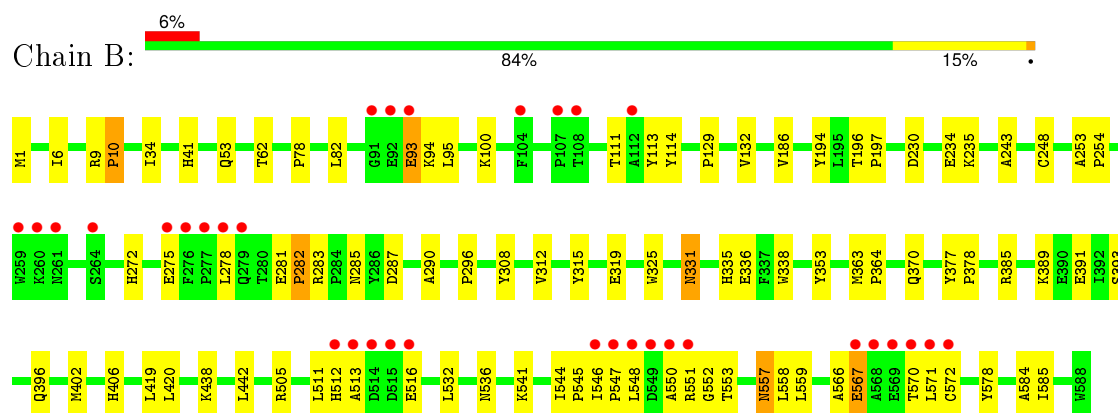 6%
Chain B:
84% 15% •
M1 I6 R9 P10 I34 H41 Q53 T62 P78 L82 G91 E92 E93 K94 L95 K100 F104 P107 T108 T111 A112 Y113 Y114 P129 V132 V186 Y194 L195 T196 P197 D230 E234 K235 A243 C248 A253 P254
W259 K260 N261 S264 H272 E275 F276 P277 L278 Q279 T280 E281 P282 R283 P284 N285 Y286 D287 A290 P296 Y308 V312 Y315 E319 W325 N331 H335 E336 F337 W338 Y353 M363 P364 Q370 Y377 P378 R385 K389 E390 E391 I392 S393
Q396 M402 H406 L419 L420 K438 L442 R505 L511 H512 A513 D514 D515 E516 L532 N536 K541 I544 P545 I546 P547 L548 D549 A550 R551 G552 T553 N557 L558 L559 A566 E567 A568 E569 T570 L571 C572 Y578 A584 I585 W588